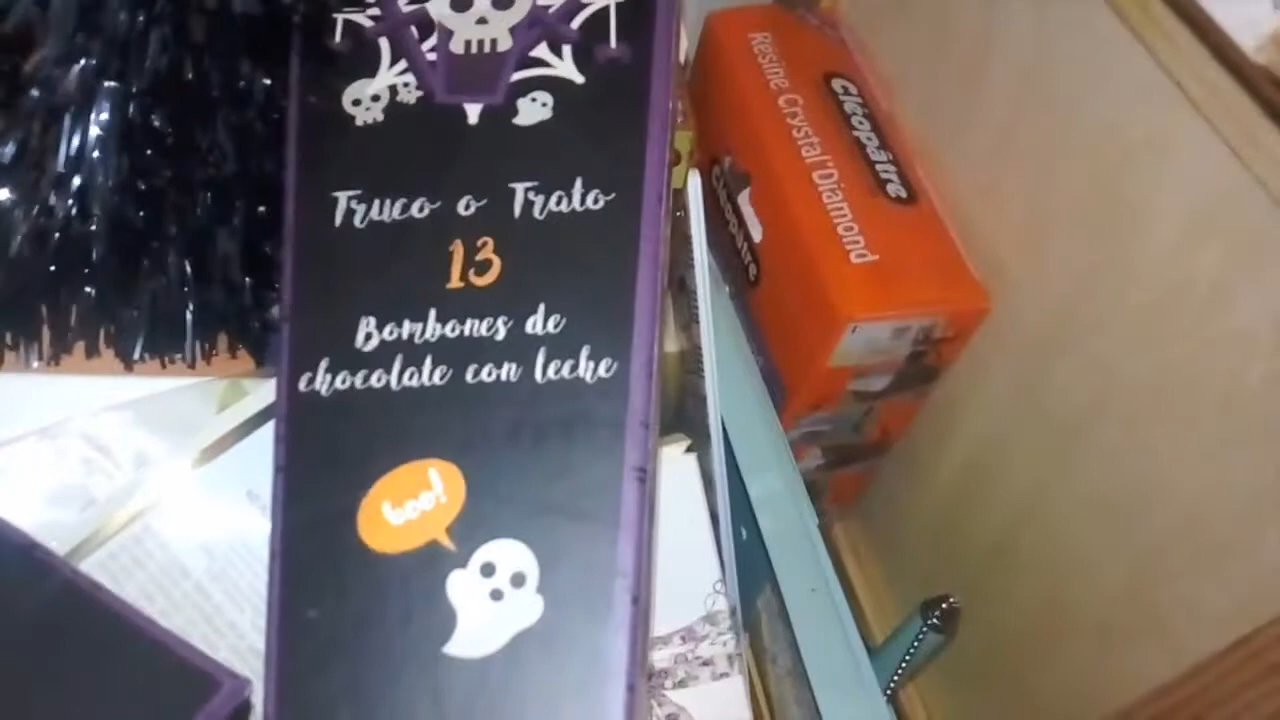 Truco o Trato
13
Bombones de
chocolate con leche
boo!
Cléopâtre
Résine Crystal'Diamond
Cléopâtre